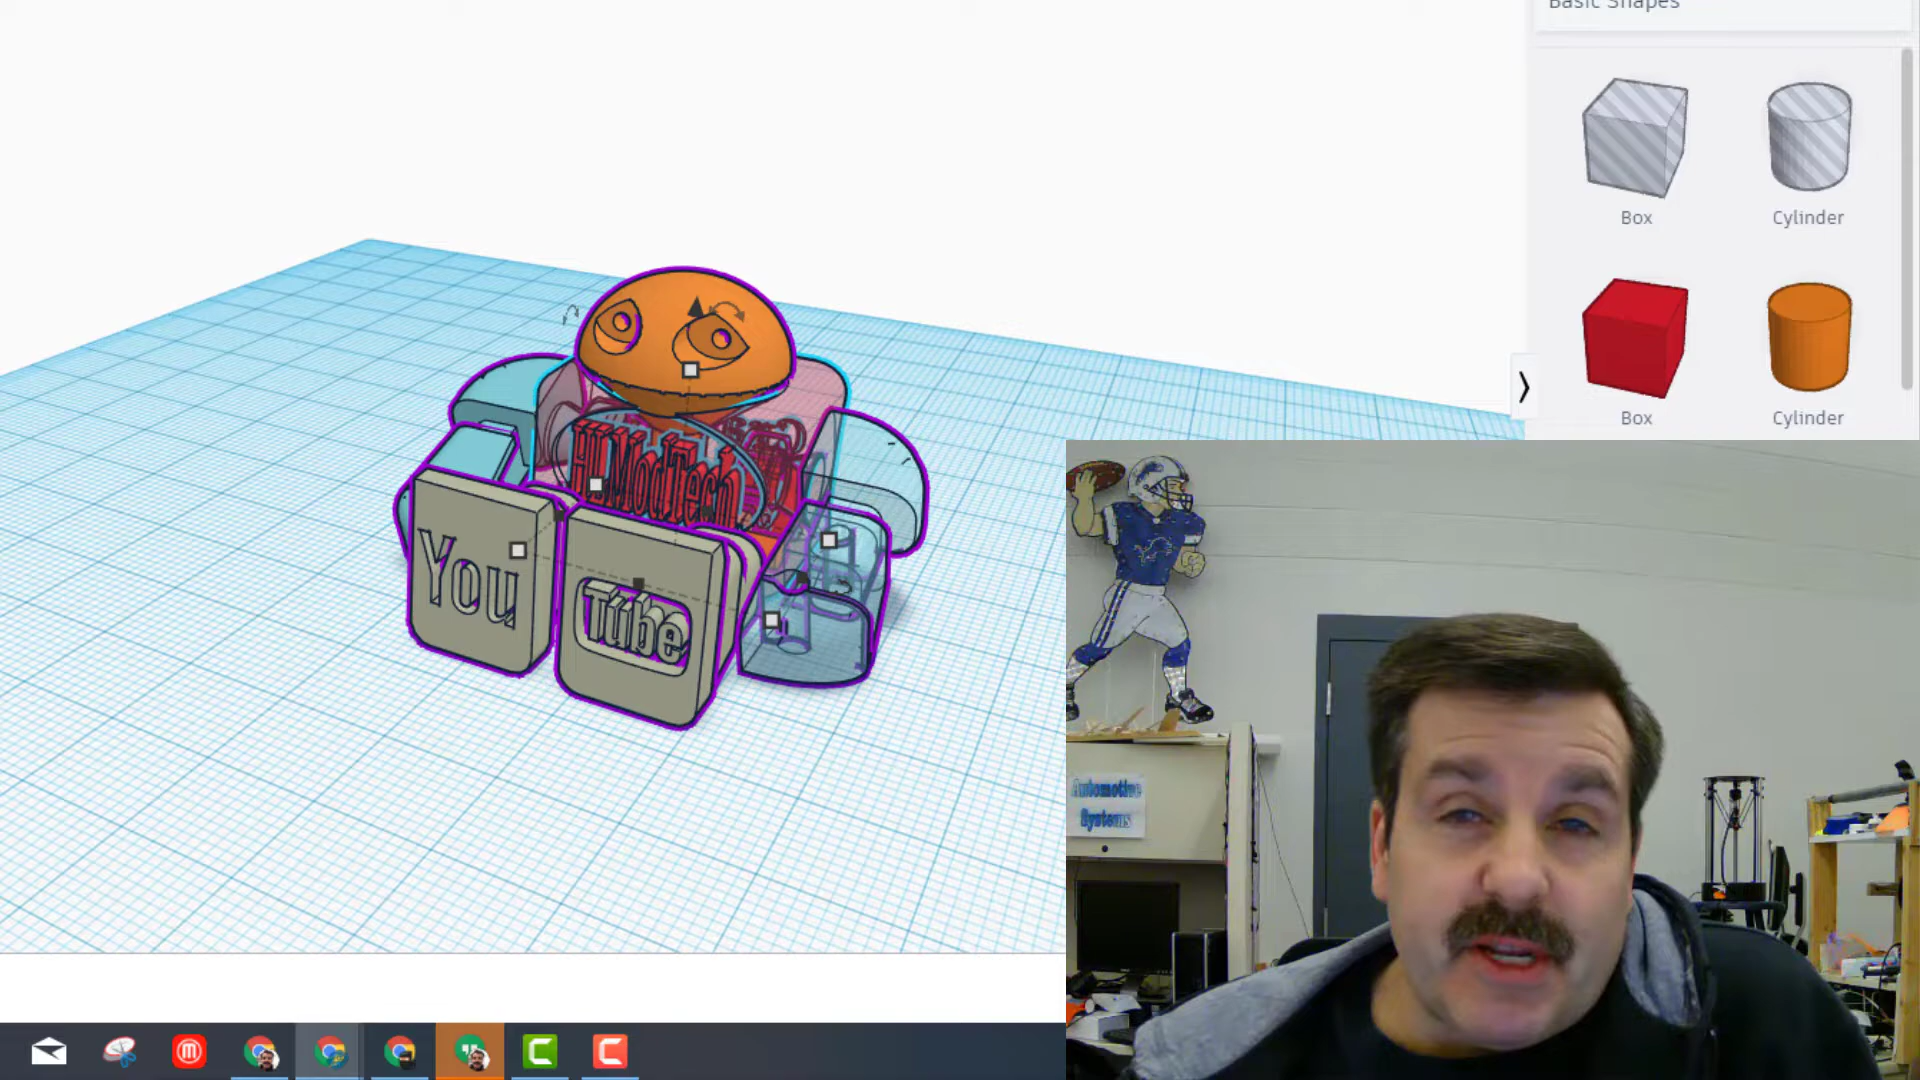 Basic Shapes
Box
Cylinder
Box
Cylinder
HLModTech
You
Tube
Automotive
Systems